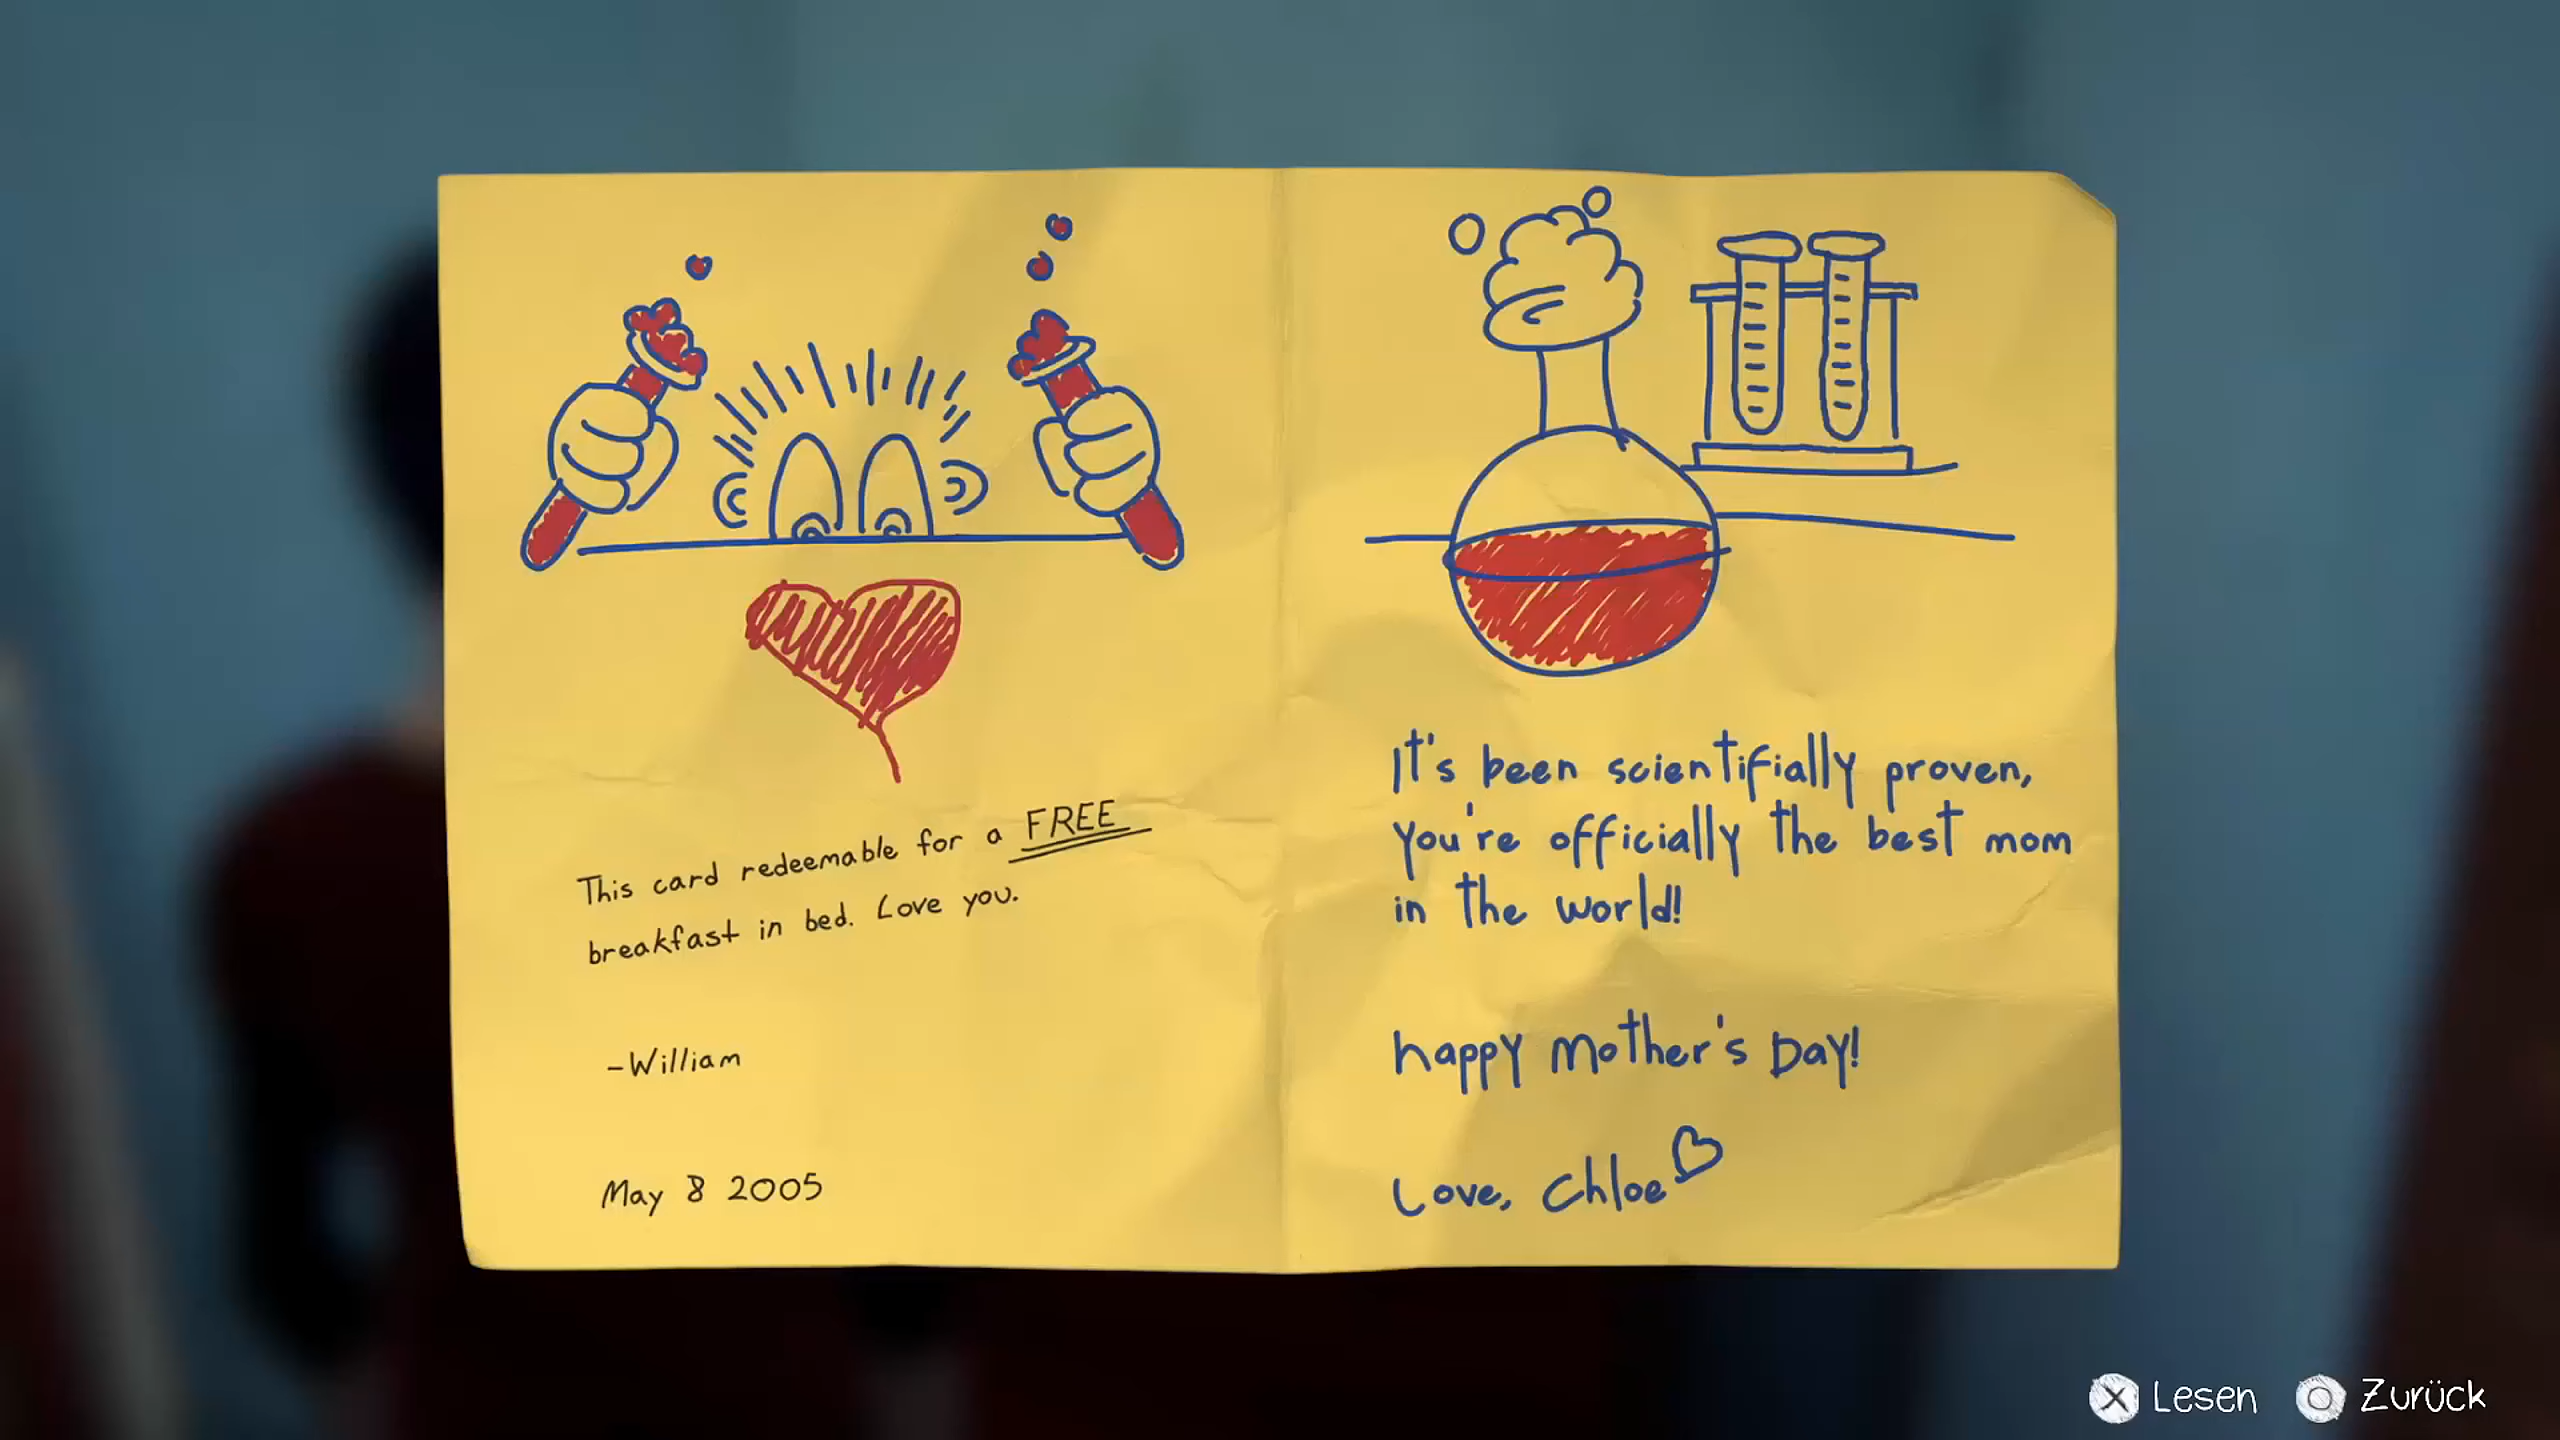 This card redeemable for a FREE
breakfast in bed. Love you.
-William
May 8 2005
It's been scientifially proven,
you're officially the best mom
in the world!
happy Mother's Day!
Love, Chloe
Lesen
Zurück